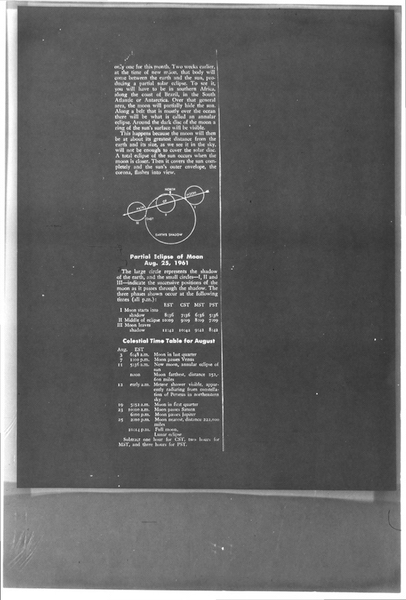 only one for this month. Two weeks earlier,
at the time of new moon, that body will
come between the earth and the sun, pro-
ducing a partial solar eclipse. To see it,
you will have to be in southern Africa,
along the coast of Brazil, in the South
Atlantic or Antarctica. Over that general
area, the moon will partially hide the sun.
Along a belt that is mostly over the ocean
there will be what is called an annular
eclipse. Around the dark disc of the moon a
ring of the sun's surface will be visible.
This happens because the moon will then
be at about its greatest distance from the
earth and its size, as we see it in the sky,
will not be enough to cover the solar disc.
A total eclipse of the sun occurs when the
moon is closer. Then it covers the sun com-
pletely and the sun's outer envelope, the
corona, flashes into view.
NORTH
EAST
EARTH'S SHADOW
Partial Eclipse of Moon
Aug. 25, 1961
The large circle represents the shadow
of the earth, and the small circles—I, II and
III—indicate the successive positions of the
moon as it passes through the shadow. The
three phases shown occur at the following
times (all p.m.):
EST CST MST PST
I Moon starts into
shadow 8:36 7:36 6:36 5:36
II Middle of eclipse 10:09 9:09 8:09 7:09
III Moon leaves
shadow 11:42 10:42 9:42 8:42
Celestial Time Table for August
Aug. EST
3 6:48 a.m. Moon in last quarter
7 1:00 p.m. Moon passes Venus
11 5:36 a.m. New moon, annular eclipse of
sun
noon Moon farthest, distance
miles
12 early a.m. Meteor shower visible, appar-
ently radiating from constella-
tion of Perseus in northeastern
sky
19 5:52 a.m. Moon in first quarter
23 10:00 a.m. Moon passes Saturn
6:00 p.m. Moon passes Jupiter
25 Moon nearest, distance
miles
10:14 p.m. Full moon.
Lunar eclipse
Subtract one hour for CST, two hours for
MST, and three hours for PST.